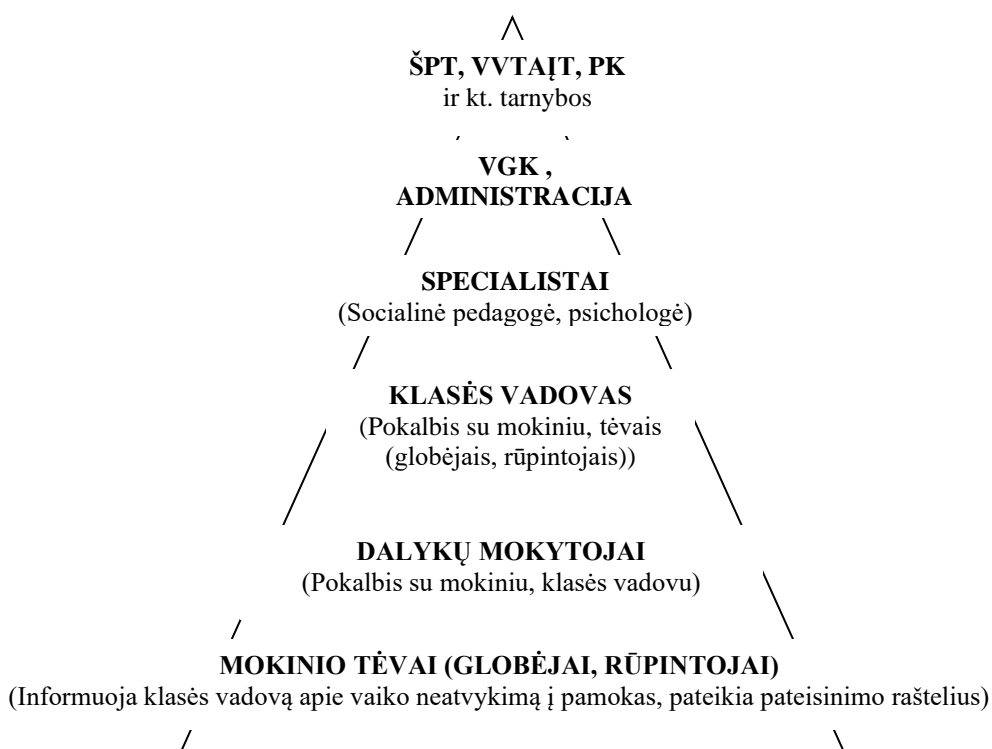 ŠPT, VVTAĮT, PK
ir kt. tarnybos
VGK ,
ADMINISTRACIJA
SPECIALISTAI
(Socialinė pedagogė, psichologė)
KLASĖS VADOVAS
(Pokalbis su mokiniu, tėvais
(globėjais, rūpintojais))
DALYKŲ MOKYTOJAI
(Pokalbis su mokiniu, klasės vadovu)
MOKINIO TĖVAI (GLOBĖJAI, RŪPINTOJAI)
(Informuoja klasės vadovą apie vaiko neatvykimą į pamokas, pateikia pateisinimo raštelius)